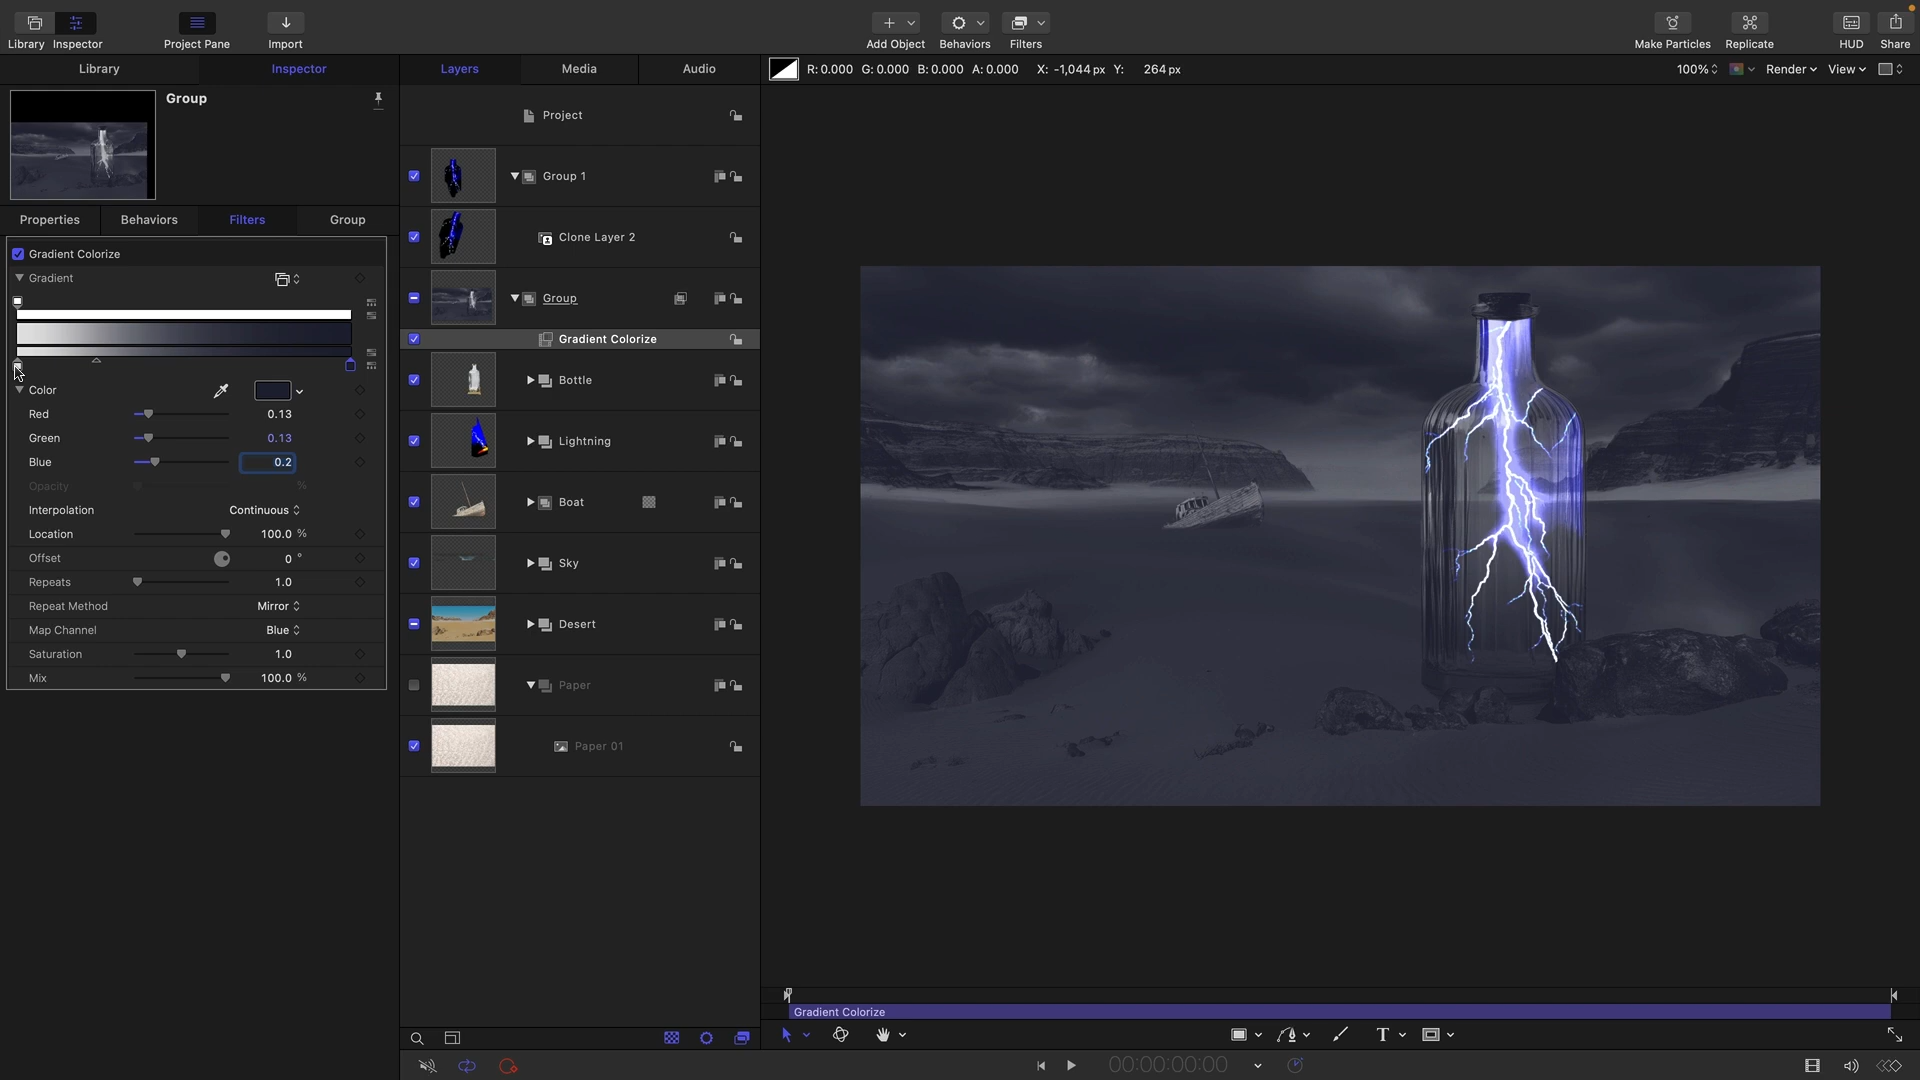 Library
Inspector
Project Pane
Import
Add Object
Behaviors
Filters
Make Particles
Replicate
HUD
Share
Library
Inspector
Layers
Media
Audio
R: 0.000 G: 0.000 B: 0.000 A: 0.000 X: -1,044 px Y: 264 px
100%
Render
View
Group
Properties
Behaviors
Filters
Group
Gradient Colorize
Gradient
Color
Red 0.13
Green 0.13
Blue 0.2
Opacity %
Interpolation Continuous
Location 100.0 %
Offset 0 °
Repeats 1.0
Repeat Method Mirror
Map Channel Blue
Saturation 1.0
Mix 100.0 %
Project
Group 1
Clone Layer 2
Group
Gradient Colorize
Bottle
Lightning
Boat
Sky
Desert
Paper
Paper 01
Gradient Colorize
T
00:00:00:00